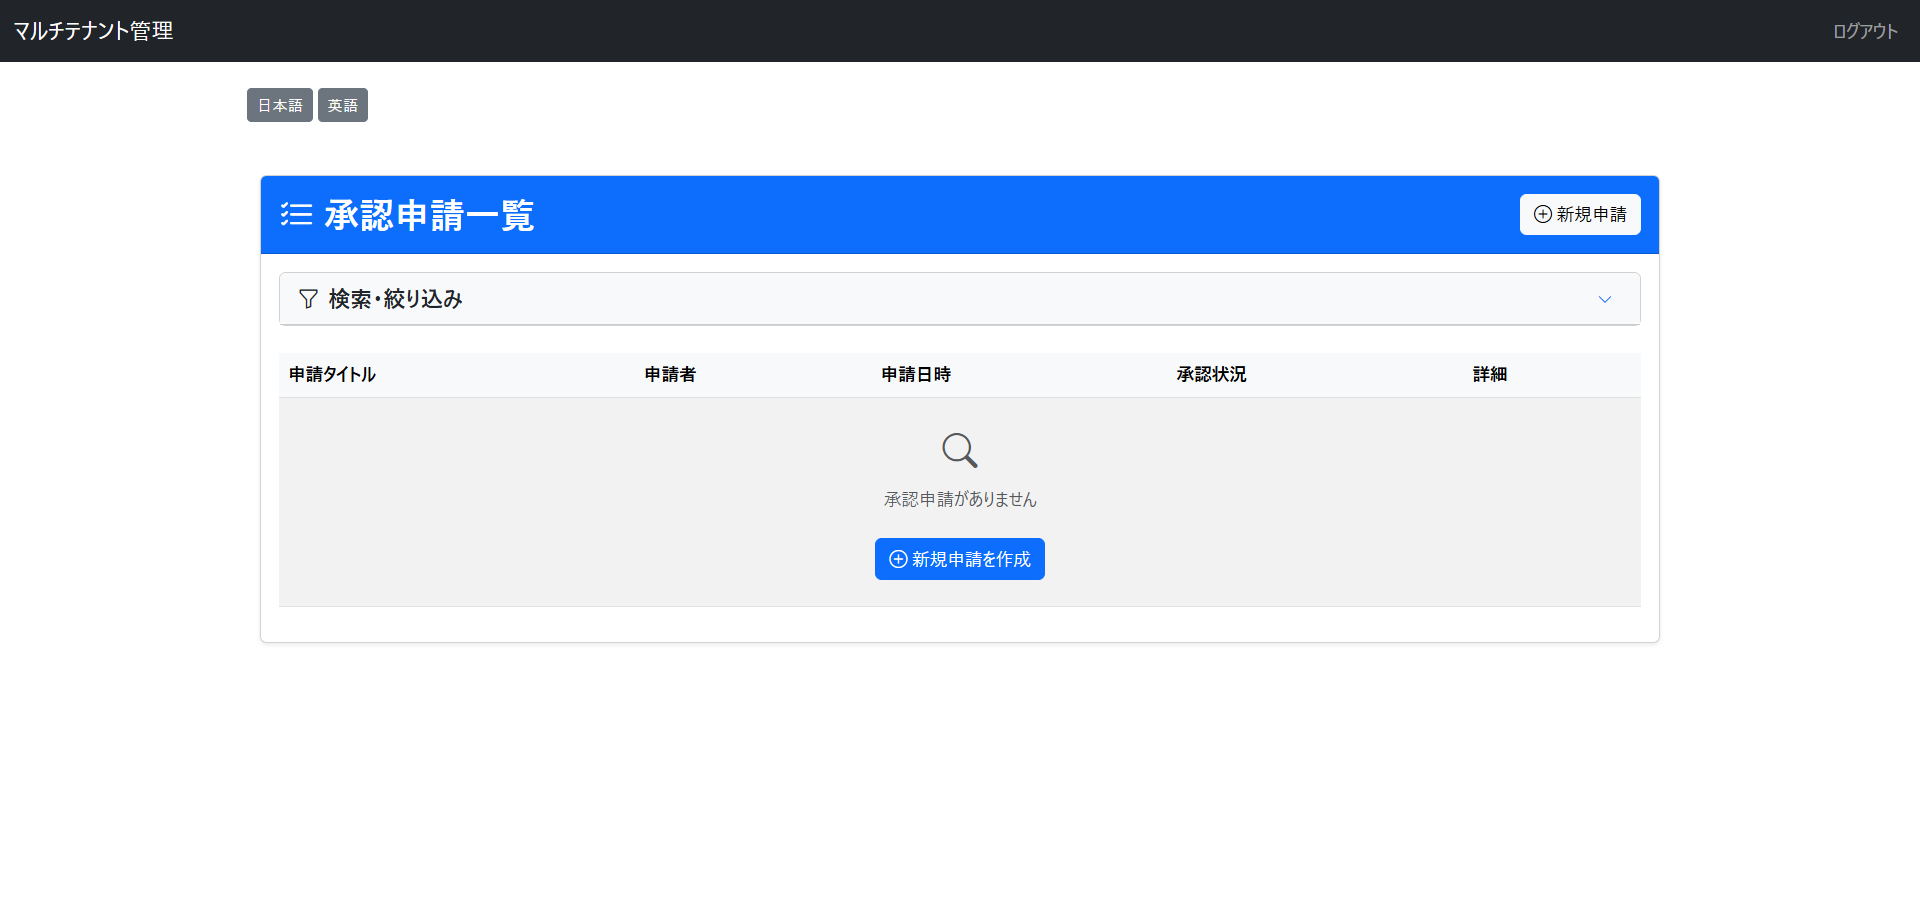 マルチテナント管理
ログアウト
日本語
英語
承認申請一覧
新規申請
検索・絞り込み
申請タイトル 申請者 申請日時 承認状況 詳細
承認申請がありません
新規申請を作成